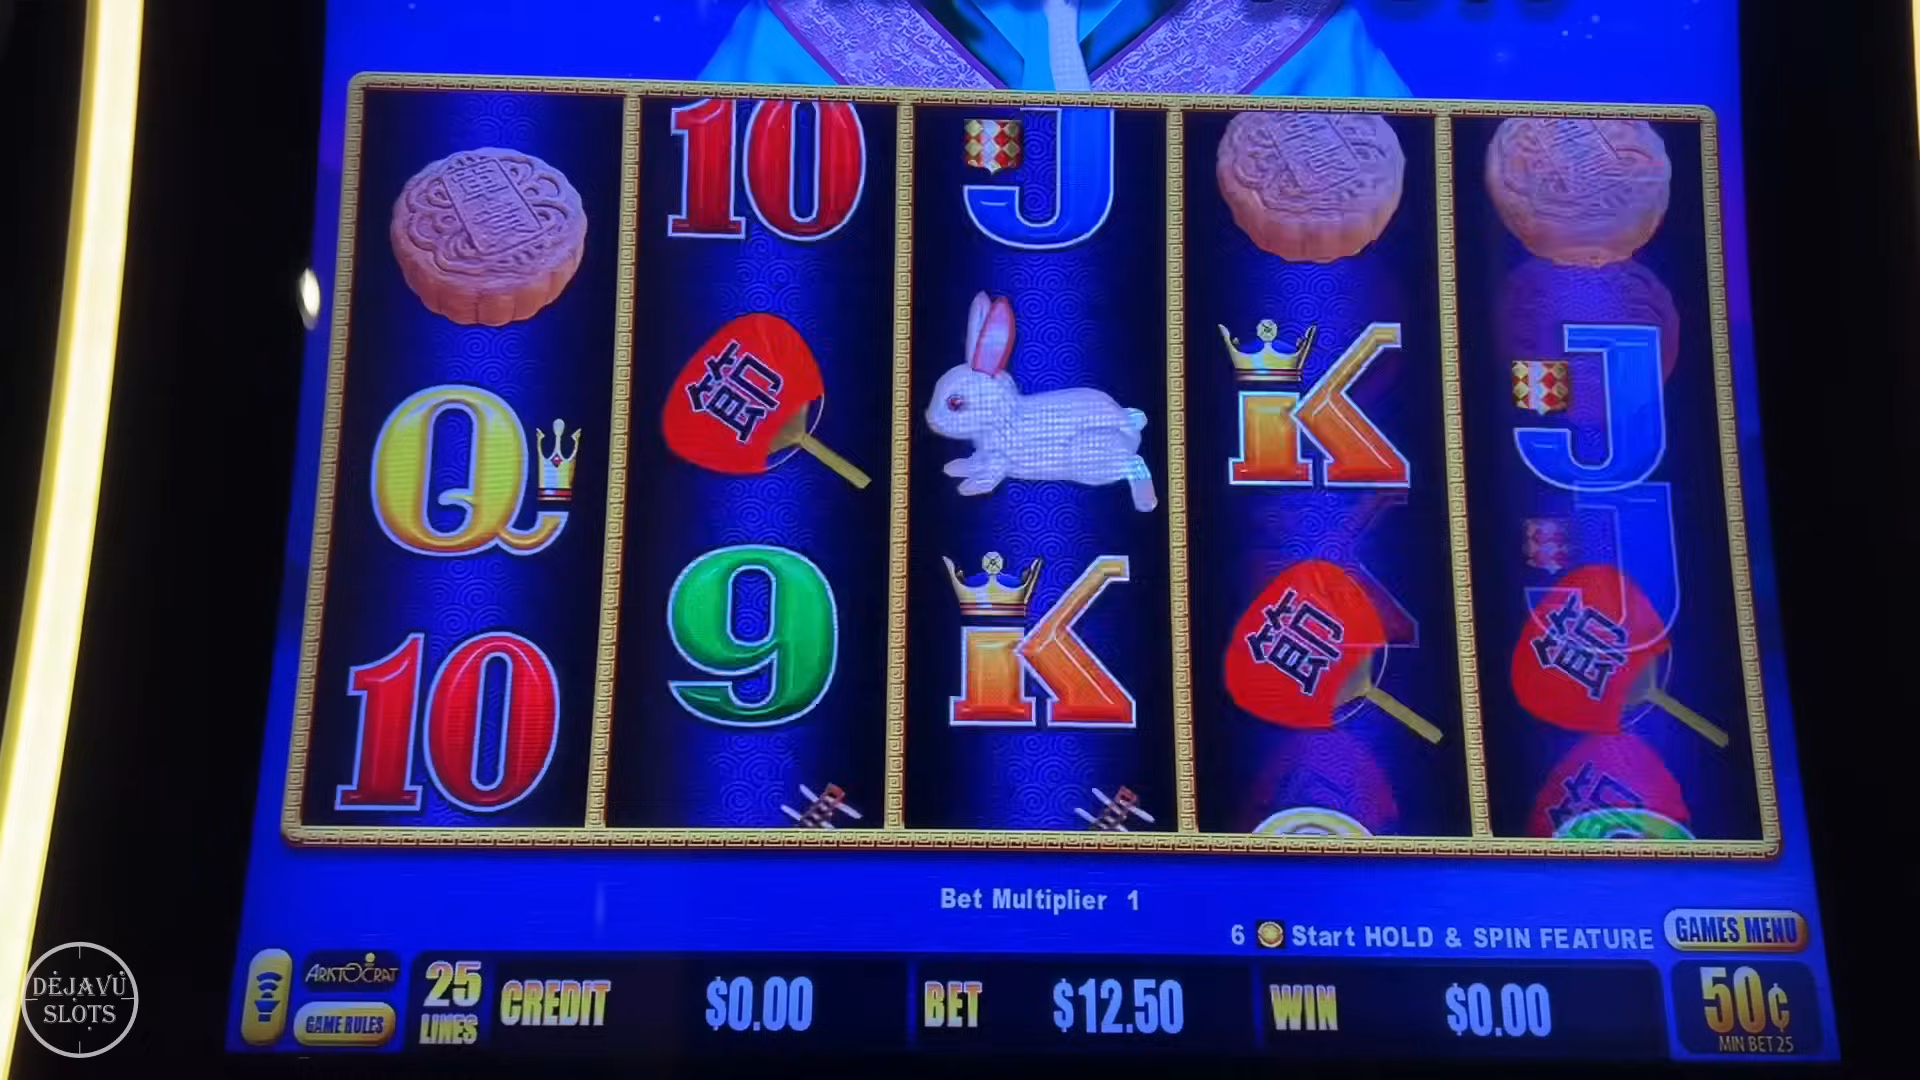 10
J
Q
節
K
J
10
9
K
節
節
Bet Multiplier 1
6 Start HOLD & SPIN FEATURE
GAMES MENU
ARISTOCRAT
GAME RULES
25 LINES
CREDIT $0.00
BET $12.50
WIN $0.00
50¢
MIN BET 25
DEJAVU
SLOTS